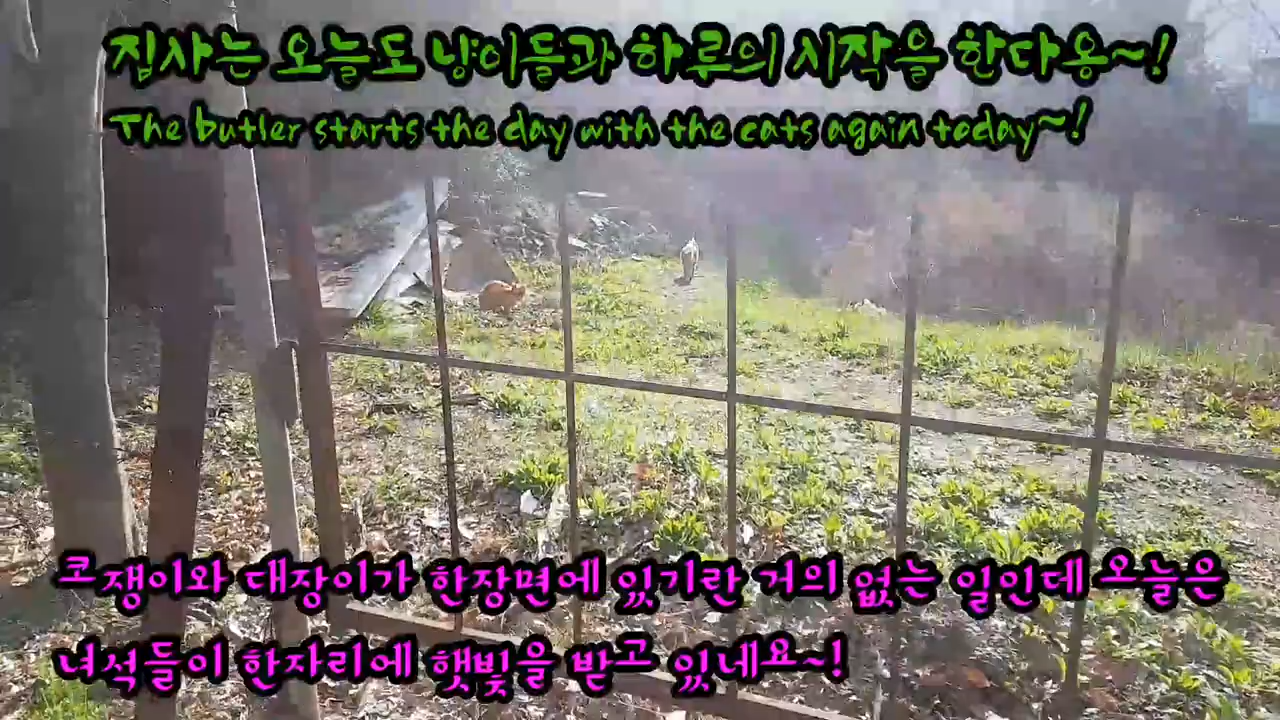 집사는 오늘도 냥이들과 하루의 시작을 한다옹~!
The butler starts the day with the cats again today~!
코쟁이와 대장이가 한장면에 있기란 거의 없는 일인데 오늘은
녀석들이 한자리에 햇빛을 받고 있네요~!